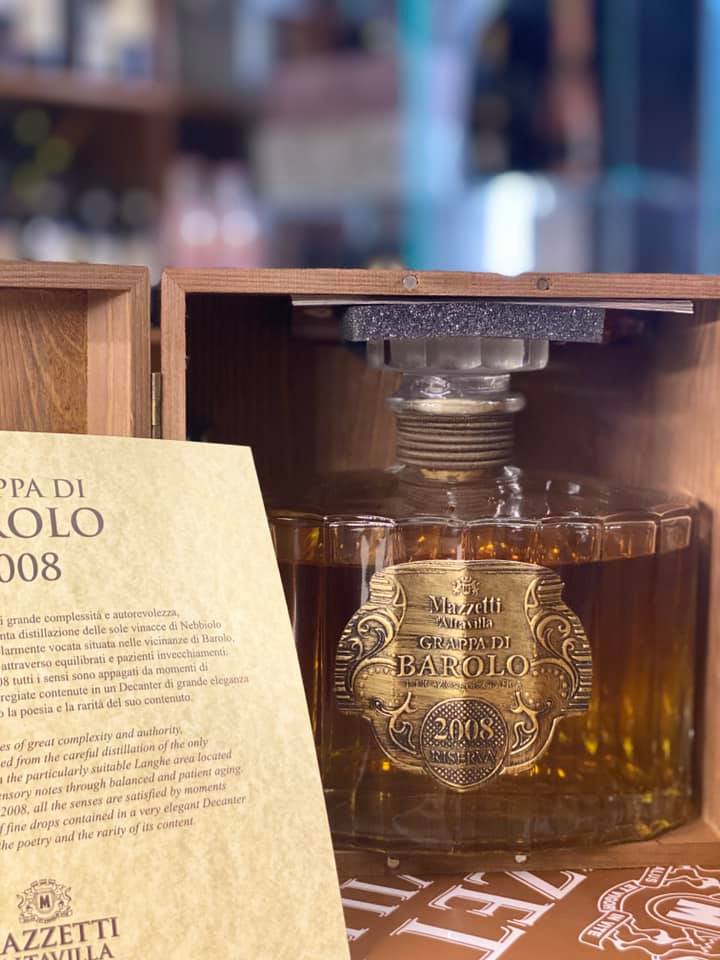 PPA DI
ROLO
008
i grande complessità e autorevolezza,
nta distillazione delle sole vinacce di Nebbiolo
larmente vocata situata nelle vicinanze di Barolo,
attraverso equilibrati e pazienti invecchiamenti.
08 tutti i sensi sono appagati da momenti di
regiate contenute in un Decanter di grande eleganza
o la poesia e la rarità del suo contenuto.
es of great complexity and authority,
ed from the careful distillation of the only
n the particularly suitable Langhe area located
ensory notes through balanced and patient aging.
2008, all the senses are satisfied by moments
f fine drops contained in a very elegant Decanter
the poetry and the rarity of its content.
M
AZZETTI
ALTAVILLA
Mazzetti
d'Altavilla
GRAPPA DI
BAROLO
2008
RISERVA
ZET
M